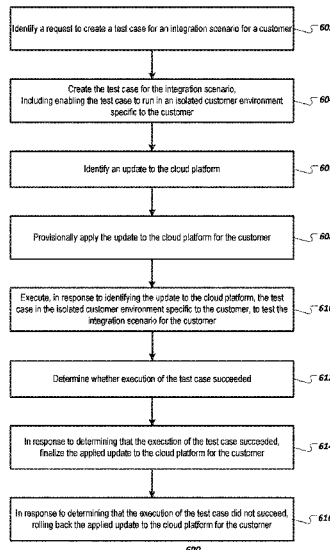 Identify a request to create a test case for an integration scenario for a customer
Create the test case for the integration scenario,
Including enabling the test case to run in an isolated customer environment
specific to the customer
Identify an update to the cloud platform
Provisionally apply the update to the cloud platform for the customer
Execute, in response to identifying the update to the cloud platform, the test
case in the isolated customer environment specific to the customer, to test the
integration scenario for the customer
610
Determine whether execution of the test case succeeded
612
In response to determining that the execution of the test case succeeded,
finalize the applied update to the cloud platform for the customer
614
In response to determining that the execution of the test case did not succeed,
rolling back the applied update to the cloud platform for the customer
616